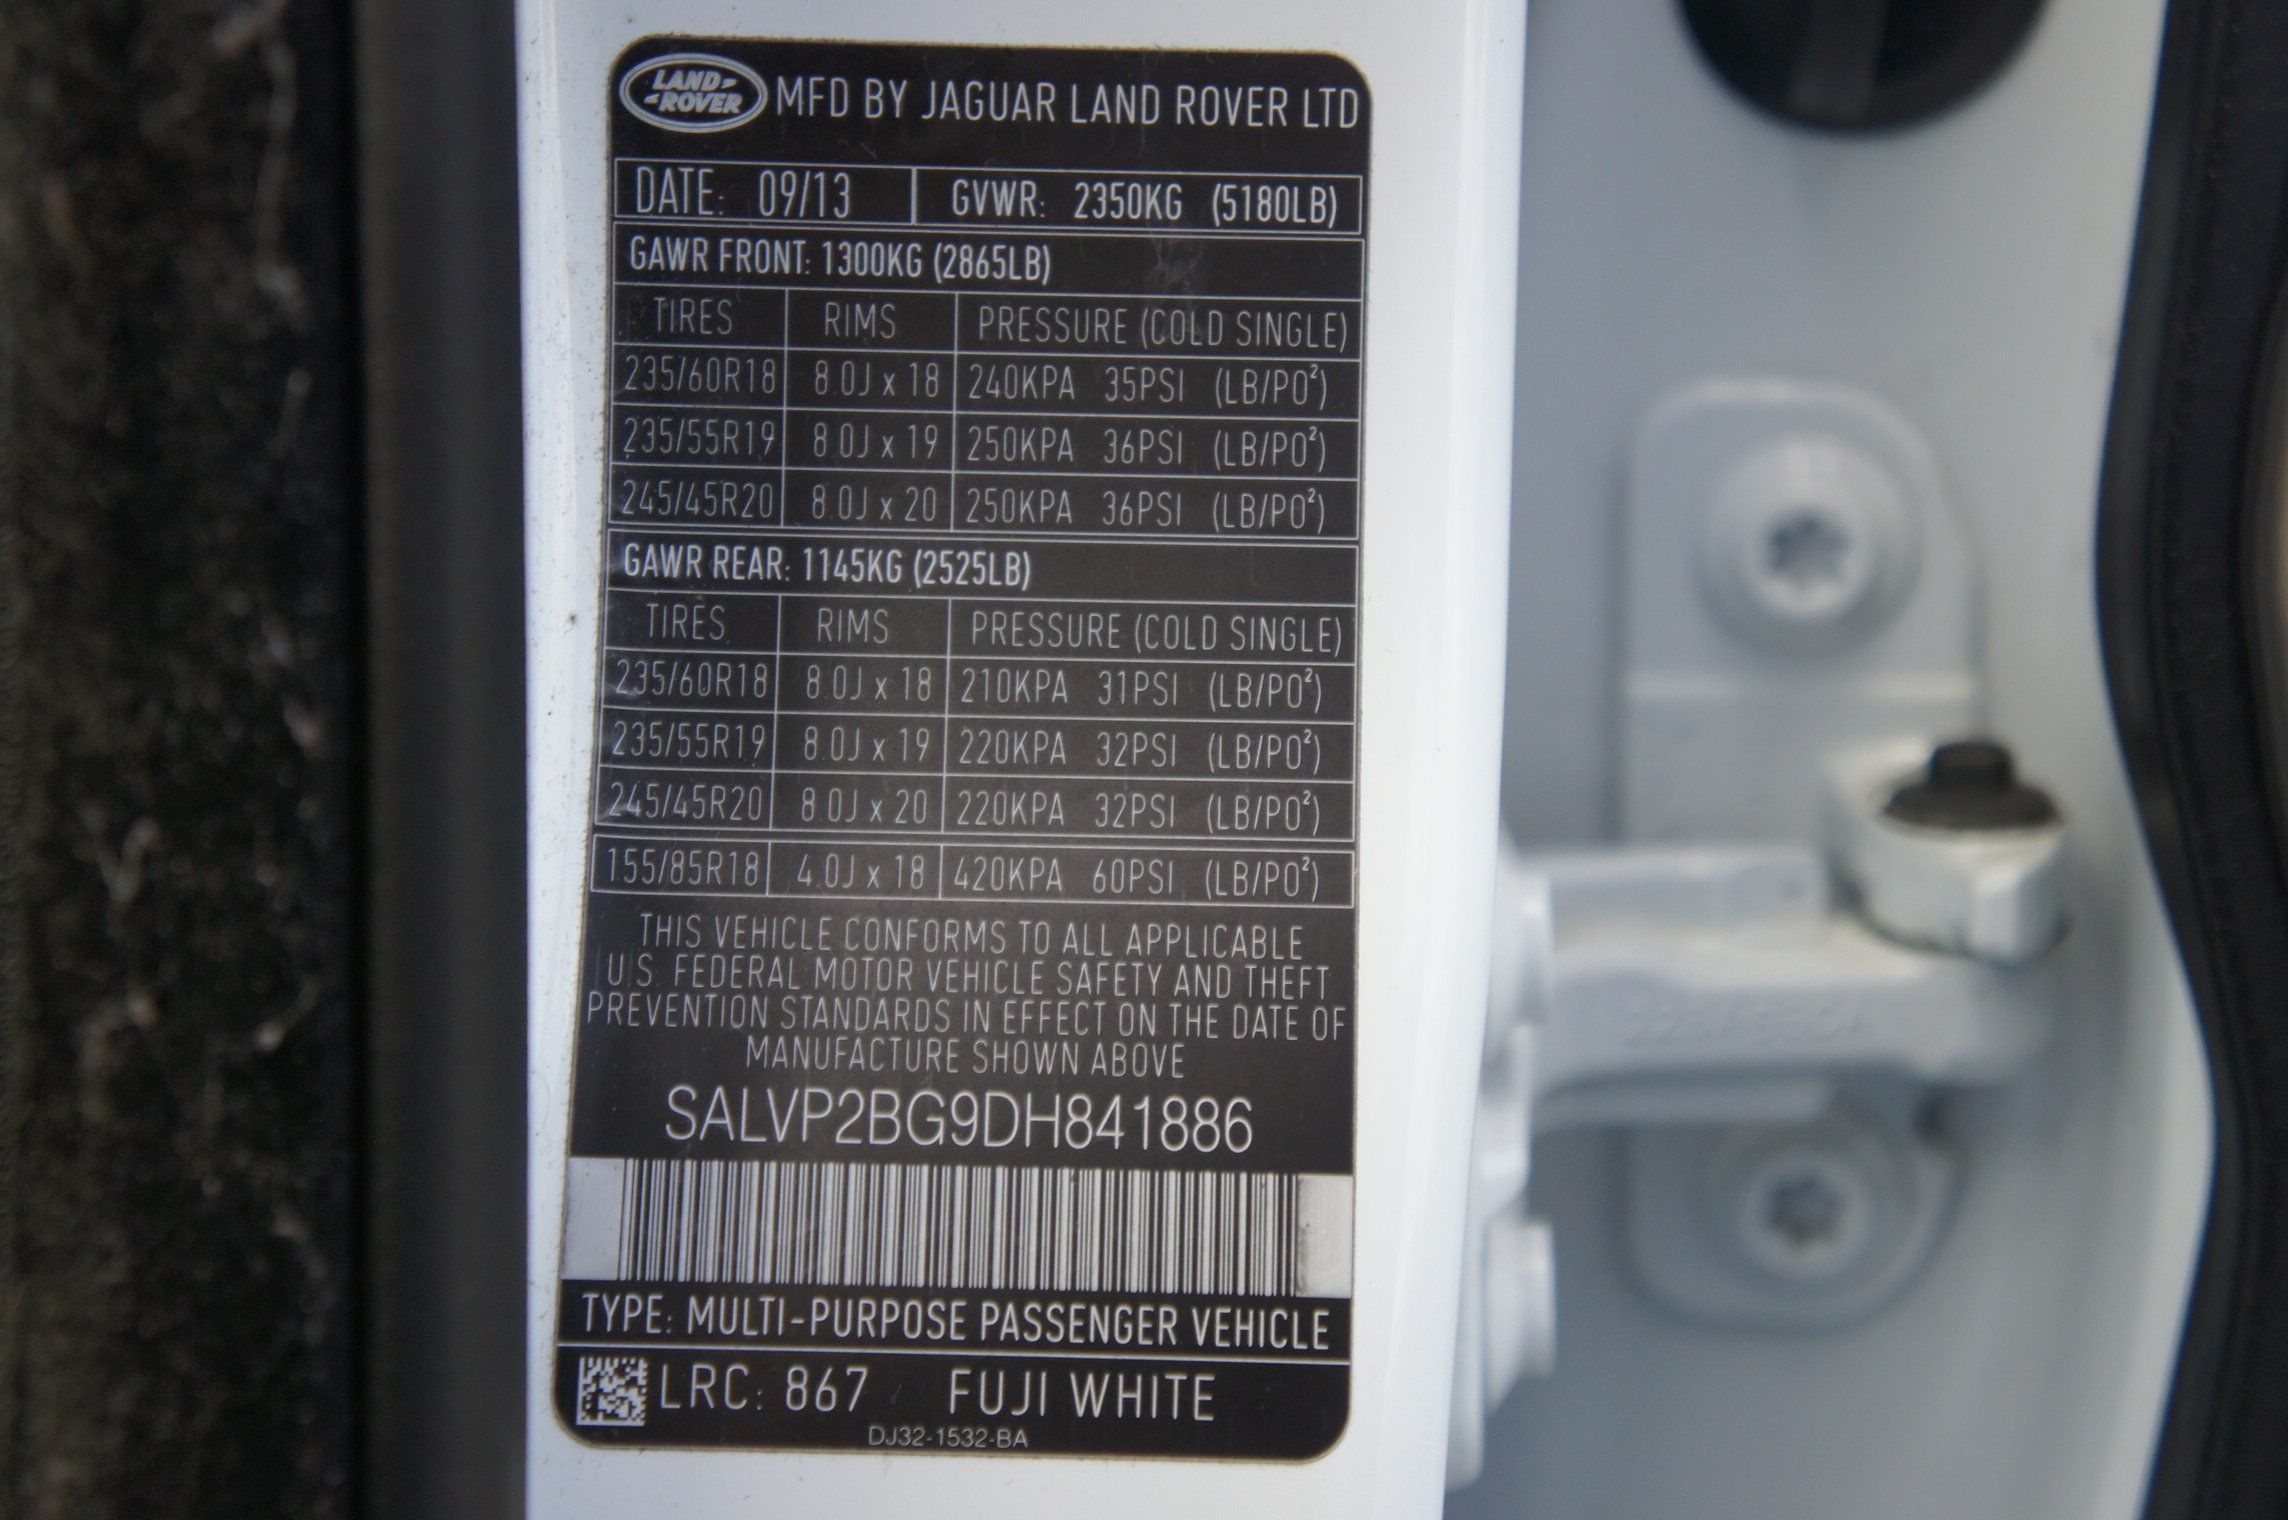 LAND ROVER MFD BY JAGUAR LAND ROVER LTD
DATE: 09/13 GVWR: 2350KG (5180LB)
GAWR FRONT: 1300KG (2865LB)
TIRES RIMS PRESSURE (COLD SINGLE)
235/60R18 8.0J x 18 240KPA 35PSI (LB/PO²)
235/55R19 8.0J x 19 250KPA 36PSI (LB/PO²)
245/45R20 8.0J x 20 250KPA 36PSI (LB/PO²)
GAWR REAR: 1145KG (2525LB)
TIRES RIMS PRESSURE (COLD SINGLE)
235/60R18 8.0J x 18 210KPA 31PSI (LB/PO²)
235/55R19 8.0J x 19 220KPA 32PSI (LB/PO²)
245/45R20 8.0J x 20 220KPA 32PSI (LB/PO²)
155/85R18 4.0J x 18 420KPA 60PSI (LB/PO²)
THIS VEHICLE CONFORMS TO ALL APPLICABLE
U.S. FEDERAL MOTOR VEHICLE SAFETY AND THEFT
PREVENTION STANDARDS IN EFFECT ON THE DATE OF
MANUFACTURE SHOWN ABOVE
SALVP2BG9DH841886
TYPE: MULTI-PURPOSE PASSENGER VEHICLE
LRC: 867 FUJI WHITE
DJ32-1532-BA